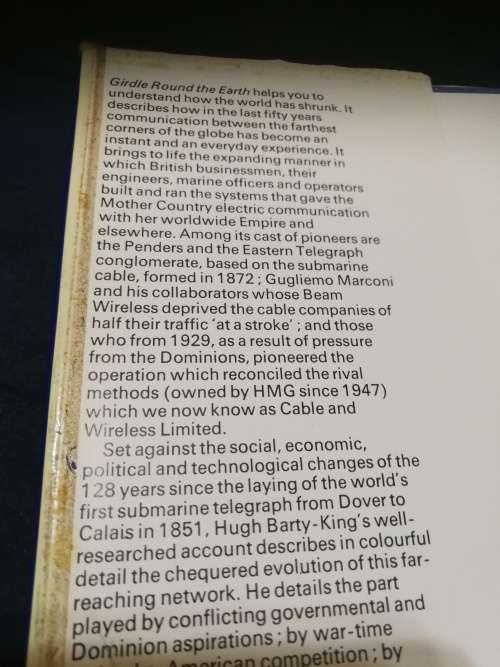 Girdle Round the Earth helps you to
understand how the world has shrunk. It
describes how in the last fifty years
communication between the farthest
corners of the globe has become an
instant and an everyday experience. It
brings to life the expanding manner in
which British businessmen, their
engineers, marine officers and operators
built and ran the systems that gave the
Mother Country electric communication
with her worldwide Empire and
elsewhere. Among its cast of pioneers are
the Penders and the Eastern Telegraph
conglomerate, based on the submarine
cable, formed in 1872 ; Gugliemo Marconi
and his collaborators whose Beam
Wireless deprived the cable companies of
half their traffic ‘at a stroke’ ; and those
who from 1929, as a result of pressure
from the Dominions, pioneered the
operation which reconciled the rival
methods (owned by HMG since 1947)
which we now know as Cable and
Wireless Limited.
Set against the social, economic,
political and technological changes of the
128 years since the laying of the world’s
first submarine telegraph from Dover to
Calais in 1851, Hugh Barty-King’s well-
researched account describes in colourful
detail the chequered evolution of this far-
reaching network. He details the part
played by conflicting governmental and
Dominion aspirations ; by war-time
American competition ; by